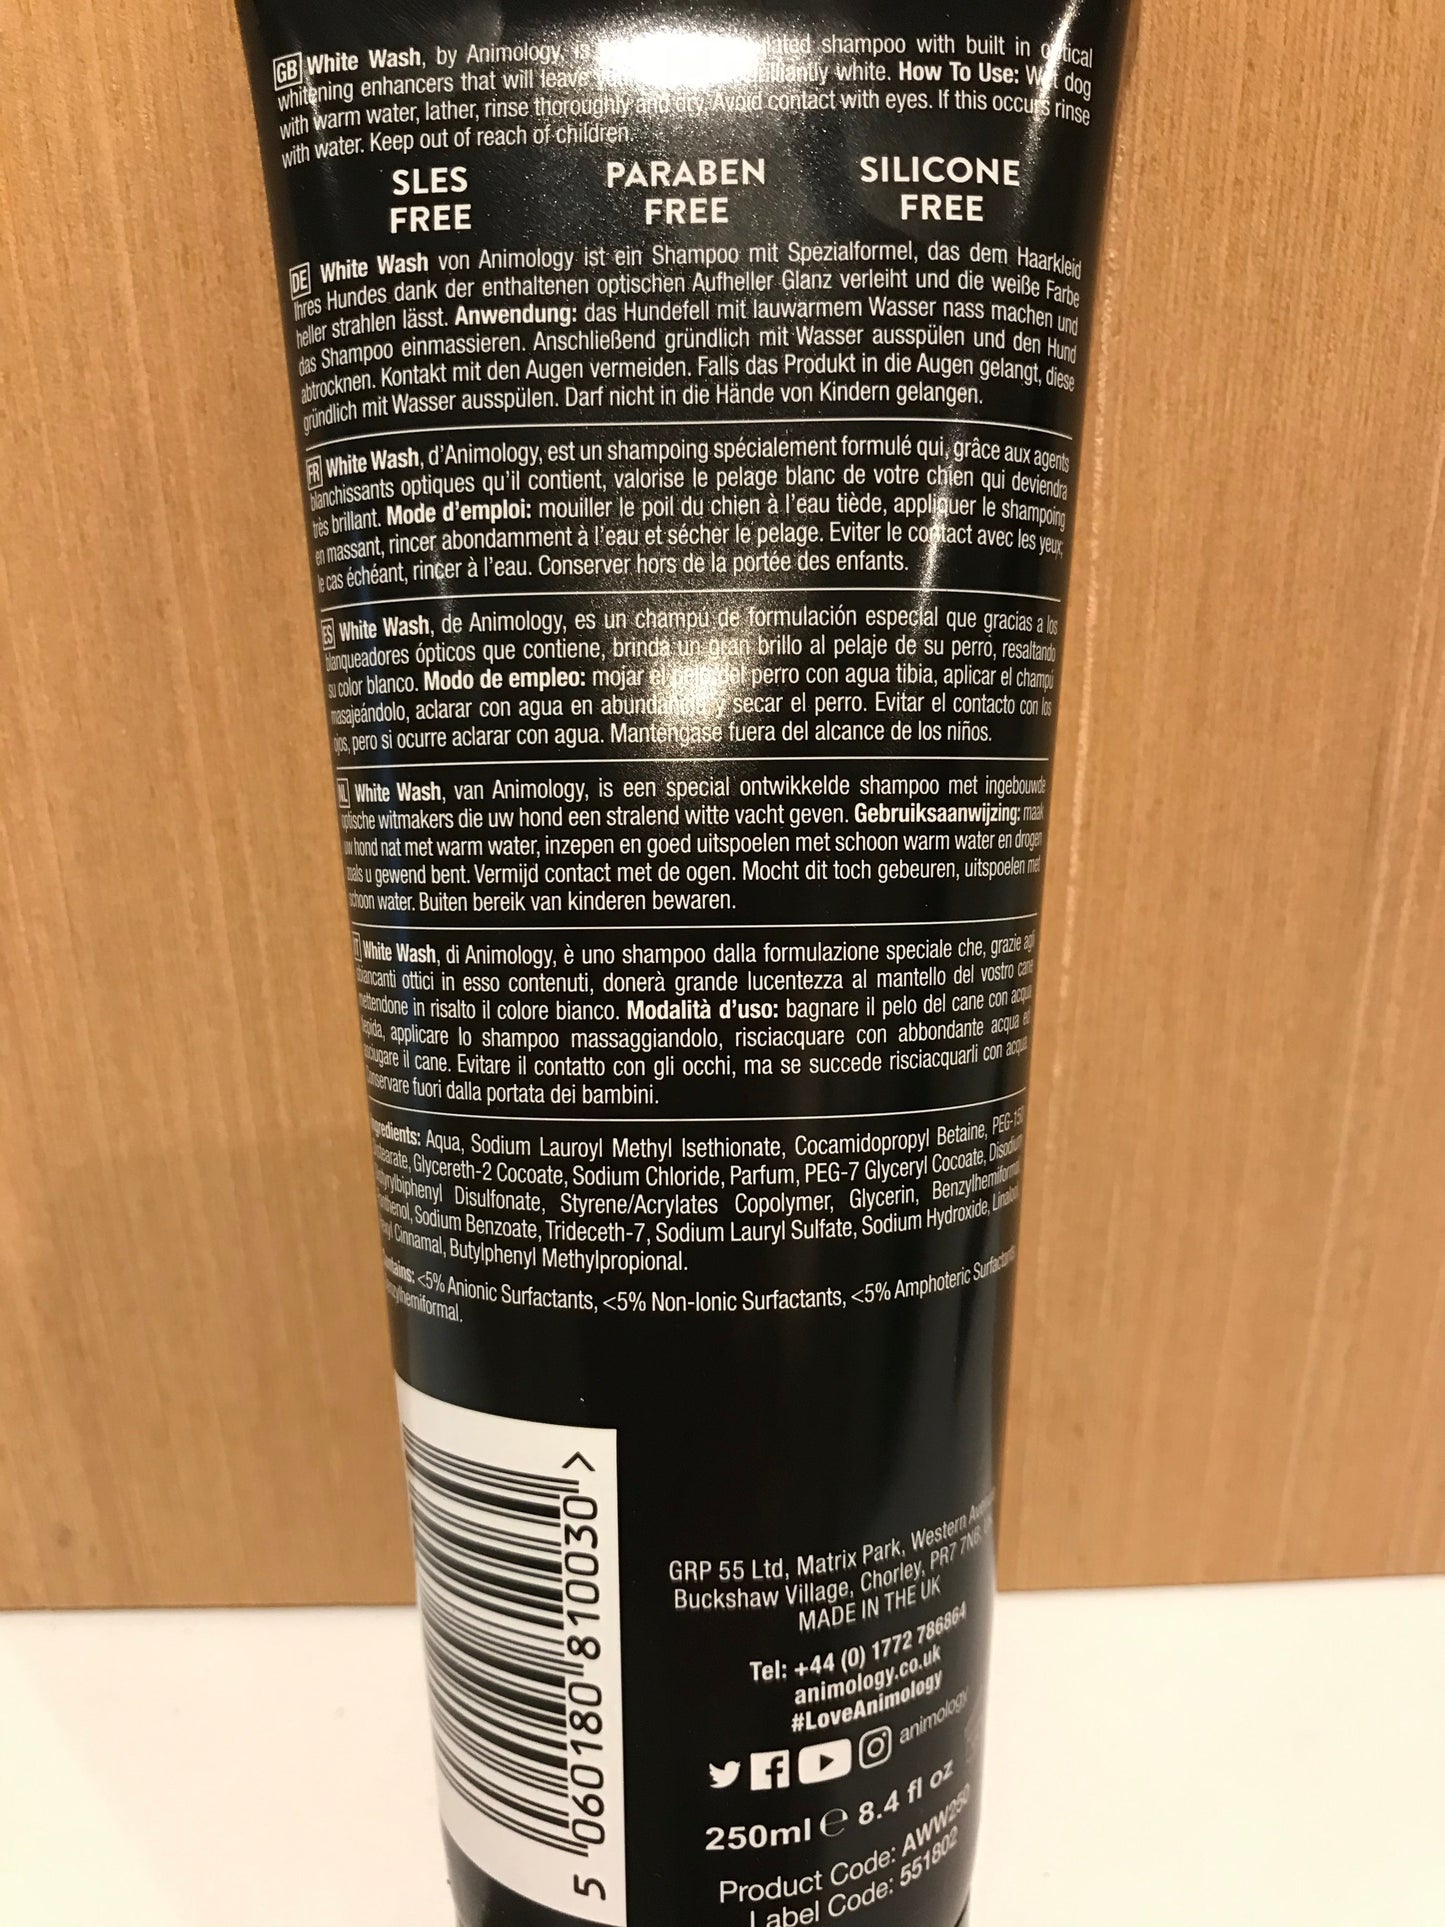 GB White Wash, by Animology, is shampoo with built in optical
whitening enhancers that will leave brilliantly white. How To Use: Wet dog
with warm water, lather, rinse thoroughly and dry. Avoid contact with eyes. If this occurs rinse
with water. Keep out of reach of children.
SLES FREE
PARABEN FREE
SILICONE FREE
DE White Wash von Animology ist ein Shampoo mit Spezialformel, das dem Haarkleid
Ihres Hundes dank der enthaltenen optischen Aufheller Glanz verleiht und die weiße Farbe
heller strahlen lässt. Anwendung: das Hundefell mit lauwarmem Wasser nass machen und
das Shampoo einmassieren. Anschließend gründlich mit Wasser ausspülen und den Hund
abtrocknen. Kontakt mit den Augen vermeiden. Falls das Produkt in die Augen gelangt, diese
gründlich mit Wasser ausspülen. Darf nicht in die Hände von Kindern gelangen.
FR White Wash, d'Animology, est un shampoing spécialement formulé qui, grâce aux agents
blanchissants optiques qu'il contient, valorise le pelage blanc de votre chien qui deviendra
très brillant. Mode d'emploi: mouiller le poil du chien à l'eau tiède, appliquer le shampoing
en massant, rincer abondamment à l'eau et sécher le pelage. Eviter le contact avec les yeux;
le cas échéant, rinçer à l'eau. Conserver hors de la portée des enfants.
ES White Wash, de Animology, es un champú de formulación especial que gracias a los
blanqueadores ópticos que contiene, brinda un gran brillo al pelaje de su perro, resaltando
su color blanco. Modo de empleo: mojar el pelo del perro con agua tibia, aplicar el champú
masajeándolo, aclarar con agua en abundancia y secar el perro. Evitar el contacto con los
ojos, pero si ocurre aclarar con agua. Manténgase fuera del alcance de los niños.
NL White Wash, van Animology, is een special ontwikkelde shampoo met ingebouwde
optische witmakers die uw hond een stralend witte vacht geven. Gebruiksaanwijzing: maak
uw hond nat met warm water, inzepen en goed uitspoelen met schoon warm water en drogen
zoals u gewend bent. Vermijd contact met de ogen. Mocht dit toch gebeuren, uitspoelen met
schoon water. Buiten bereik van kinderen bewaren.
IT White Wash, di Animology, è uno shampoo dalla formulazione speciale che, grazie agli
sbiancanti ottici in esso contenuti, donerà grande lucentezza al mantello del vostro cane
mettendone in risalto il colore bianco. Modalità d'uso: bagnare il pelo del cane con acqua
tiepida, applicare lo shampoo massaggiandolo, risciacquare con abbondante acqua ed
asciugare il cane. Evitare il contatto con gli occhi, ma se succede risciacquarli con acqua.
Conservare fuori dalla portata dei bambini.
Ingredients: Aqua, Sodium Lauroyl Methyl Isethionate, Cocamidopropyl Betaine, PEG-150
Distearate, Glycereth-2 Cocoate, Sodium Chloride, Parfum, PEG-7 Glyceryl Cocoate, Disodium
Distyrylbiphenyl Disulfonate, Styrene/Acrylates Copolymer, Glycerin, Benzylhemiformal,
Panthenol, Sodium Benzoate, Trideceth-7, Sodium Lauryl Sulfate, Sodium Hydroxide, Linalool,
Hexyl Cinnamal, Butylphenyl Methylpropional.
Contains: <5% Anionic Surfactants, <5% Non-Ionic Surfactants, <5% Amphoteric Surfactants,
Benzylhemiformal.
5 060180 810030 >
GRP 55 Ltd, Matrix Park, Western Avenue,
Buckshaw Village, Chorley, PR7 7NB.
MADE IN THE UK
Tel: +44 (0) 1772 786864
animology.co.uk
#LoveAnimology
animology
250ml e 8.4 fl oz
Product Code: AWW250
Label Code: 551802